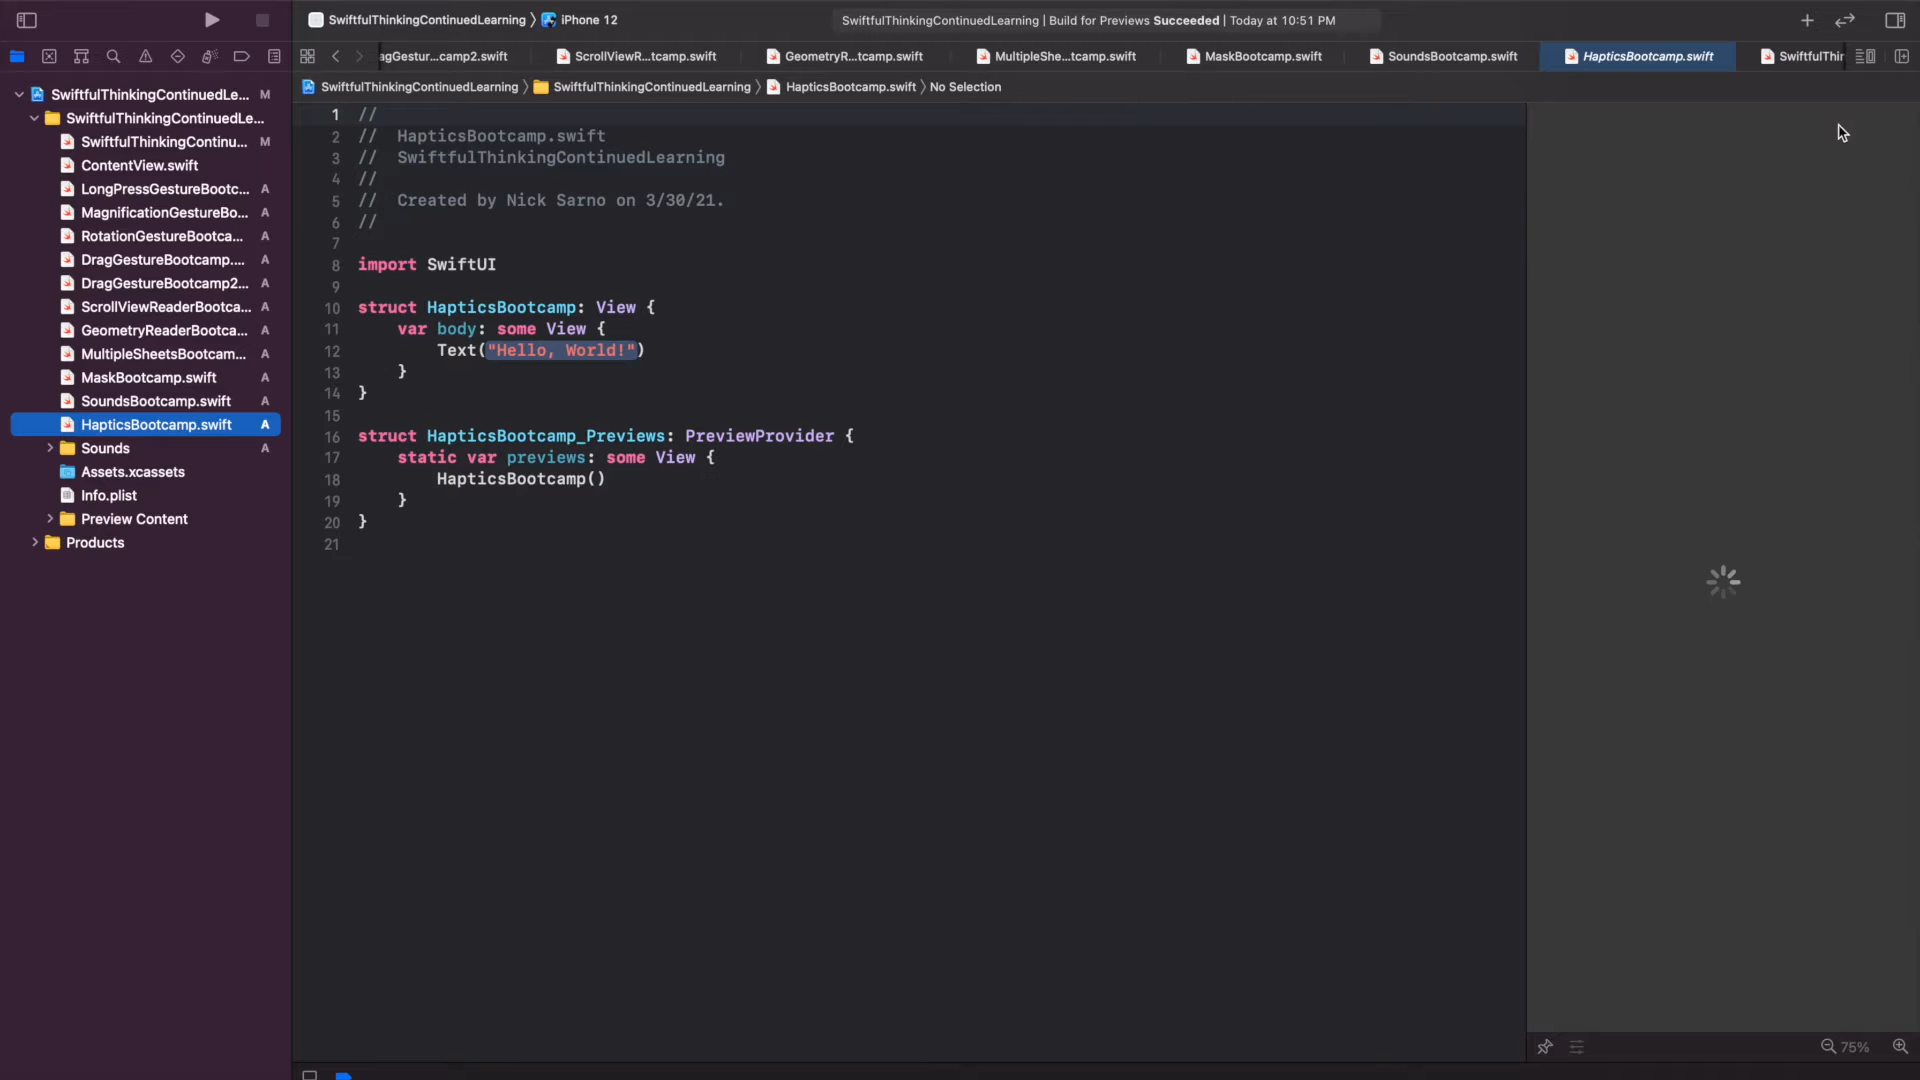 SwiftfulThinkingContinuedLearning 〉 iPhone 12
SwiftfulThinkingContinuedLearning | Build for Previews Succeeded | Today at 10:51 PM
agGestur...camp2.swift
ScrollViewR...tcamp.swift
GeometryR...tcamp.swift
MultipleShe...tcamp.swift
MaskBootcamp.swift
SoundsBootcamp.swift
HapticsBootcamp.swift
SwiftfulThin
SwiftfulThinkingContinuedLearning 〉 SwiftfulThinkingContinuedLearning 〉 HapticsBootcamp.swift 〉 No Selection
SwiftfulThinkingContinuedLe... M
SwiftfulThinkingContinuedLe...
SwiftfulThinkingContinu... M
ContentView.swift
LongPressGestureBootc... A
MagnificationGestureBo... A
RotationGestureBootca... A
DragGestureBootcamp.... A
DragGestureBootcamp2... A
ScrollViewReaderBootca... A
GeometryReaderBootca... A
MultipleSheetsBootcam... A
MaskBootcamp.swift A
SoundsBootcamp.swift A
HapticsBootcamp.swift A
Sounds A
Assets.xcassets
Info.plist
Preview Content
Products
1 //
2 //  HapticsBootcamp.swift
3 //  SwiftfulThinkingContinuedLearning
4 //
5 //  Created by Nick Sarno on 3/30/21.
6 //
7
8 import SwiftUI
9
10 struct HapticsBootcamp: View {
11     var body: some View {
12         Text("Hello, World!")
13     }
14 }
15
16 struct HapticsBootcamp_Previews: PreviewProvider {
17     static var previews: some View {
18         HapticsBootcamp()
19     }
20 }
21
75%